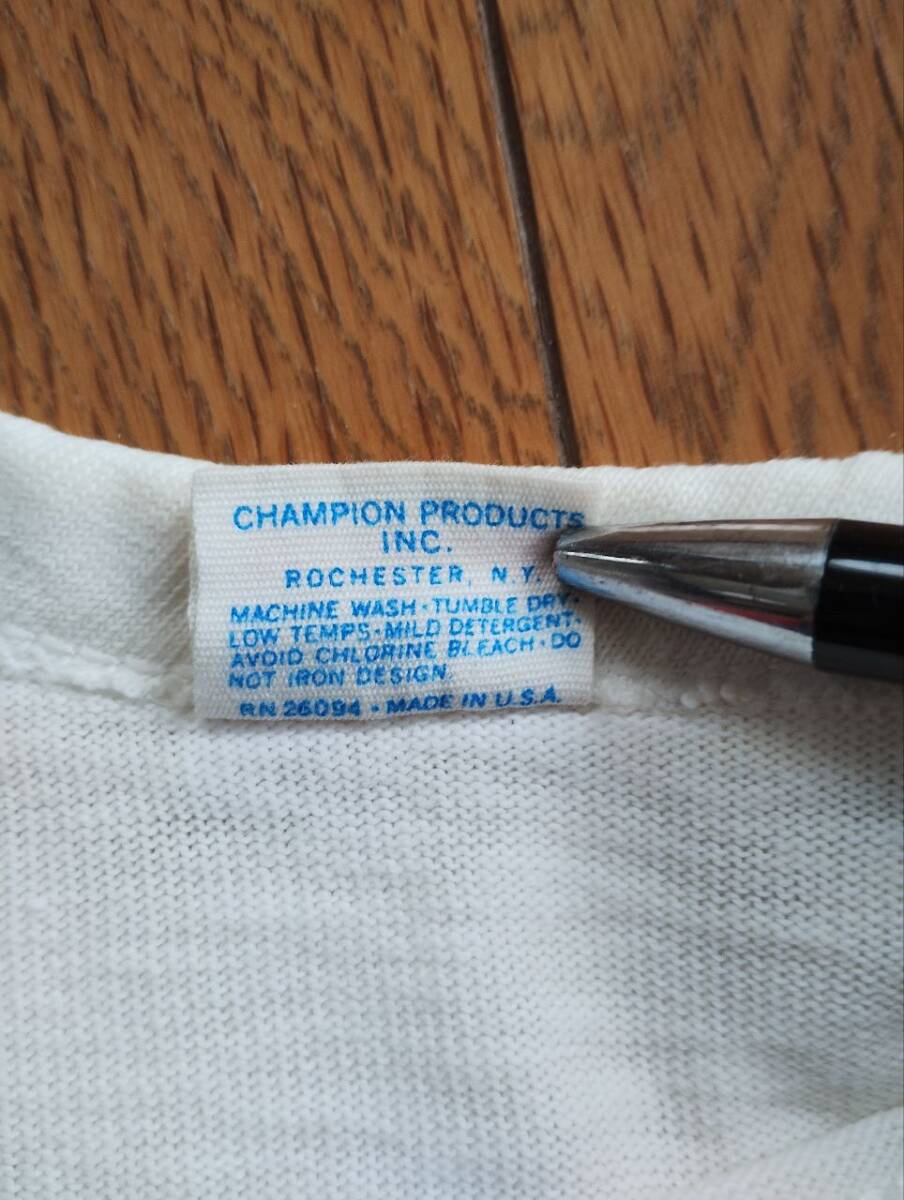 CHAMPION PRODUCTS
INC.
ROCHESTER, N.Y.
MACHINE WASH·TUMBLE DRY·
LOW TEMPS·MILD DETERGENT·
AVOID CHLORINE BLEACH·DO
NOT IRON DESIGN.
RN 26094 · MADE IN U.S.A.